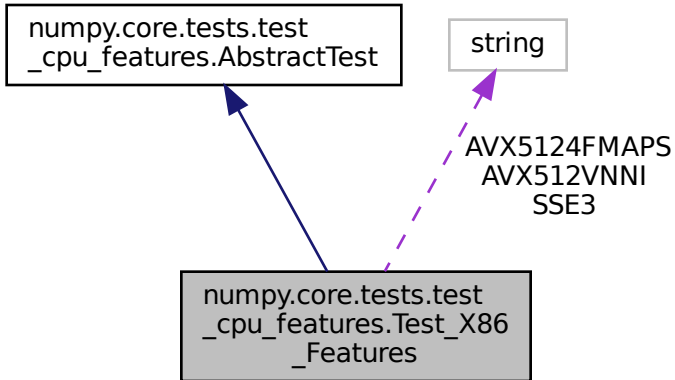 numpy.core.tests.test
_cpu_features.AbstractTest
string
AVX5124FMAPS
AVX512VNNI
SSE3
numpy.core.tests.test
_cpu_features.Test_X86
_Features